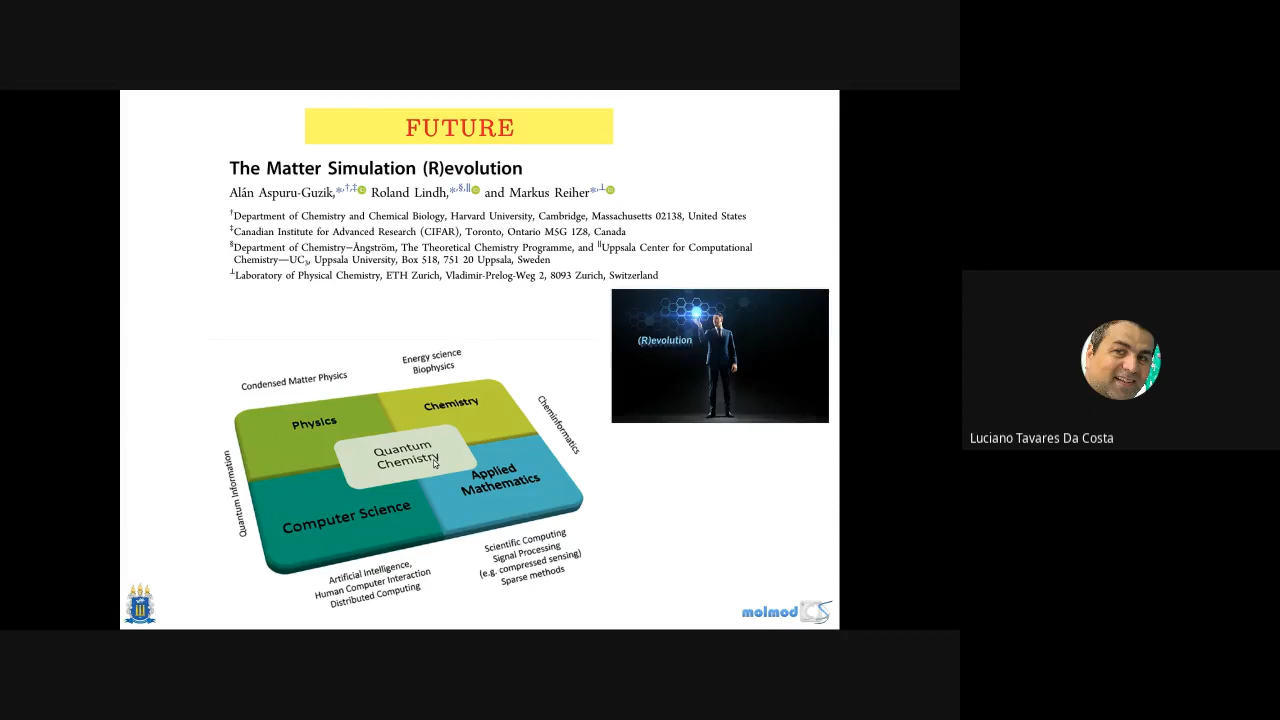 FUTURE
The Matter Simulation (R)evolution
Alán Aspuru-Guzik,*,†,‡ Roland Lindh,*,§,∥ and Markus Reiher*,⊥
†Department of Chemistry and Chemical Biology, Harvard University, Cambridge, Massachusetts 02138, United States
‡Canadian Institute for Advanced Research (CIFAR), Toronto, Ontario M5G 1Z8, Canada
§Department of Chemistry−Ångström, The Theoretical Chemistry Programme, and ∥Uppsala Center for Computational
Chemistry—UC3, Uppsala University, Box 518, 751 20 Uppsala, Sweden
⊥Laboratory of Physical Chemistry, ETH Zurich, Vladimir-Prelog-Weg 2, 8093 Zurich, Switzerland
(R)evolution
Condensed Matter Physics
Energy science
Biophysics
Physics
Chemistry
Cheminformatics
Quantum
Chemistry
Quantum Information
Computer Science
Applied
Mathematics
Artificial Intelligence,
Human Computer Interaction
Distributed Computing
Scientific Computing
Signal Processing
(e.g. compressed sensing)
Sparse methods
molmod CS
Luciano Tavares Da Costa